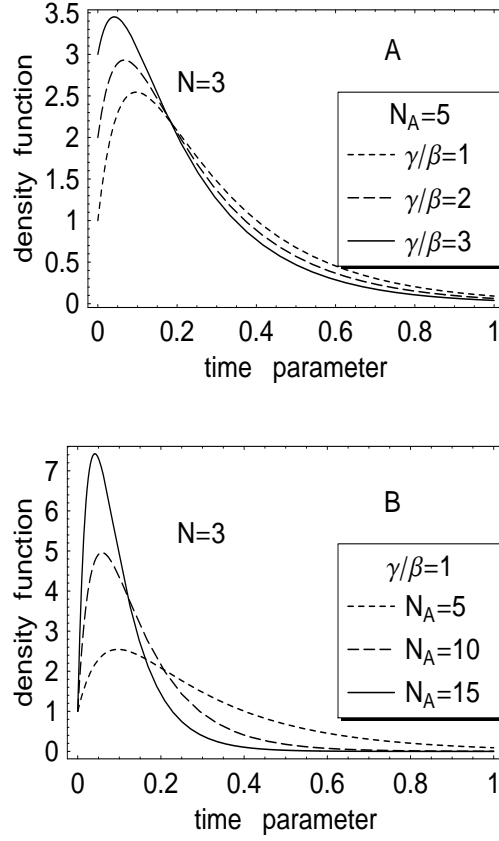 A
N=3
N_A=5
γ/β=1
γ/β=2
γ/β=3
density function
3.5
3
2.5
2
1.5
1
0.5
0
0 0.2 0.4 0.6 0.8 1
time parameter
B
N=3
γ/β=1
N_A=5
N_A=10
N_A=15
density function
7
6
5
4
3
2
1
0
0 0.2 0.4 0.6 0.8 1
time parameter